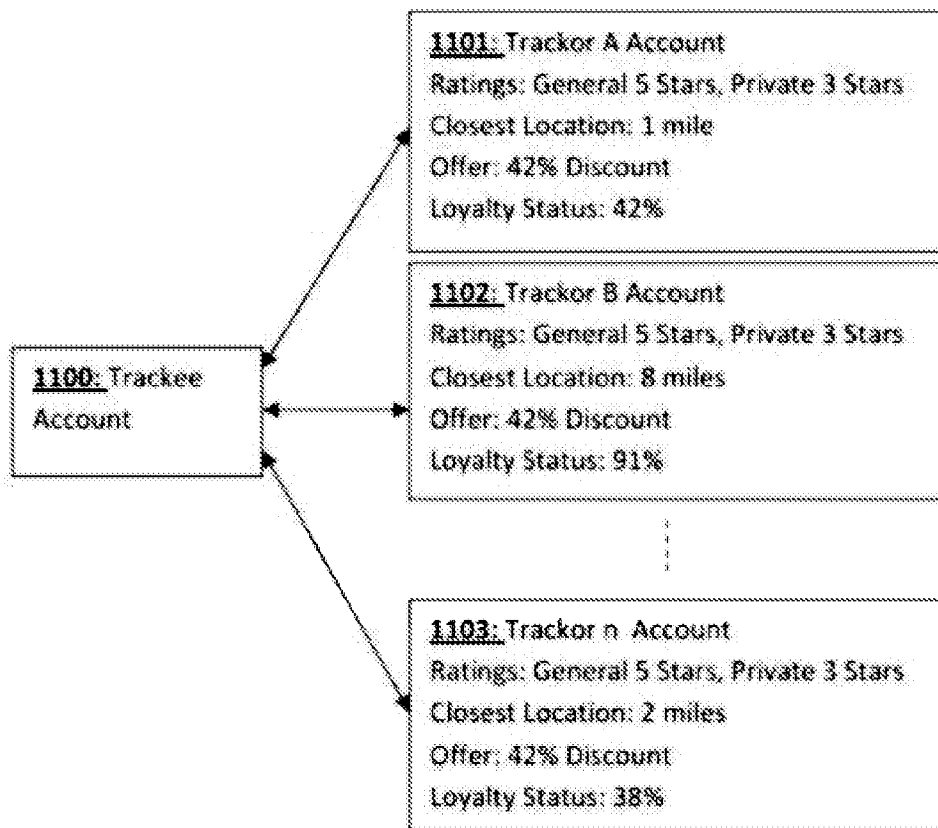 1101: Trackor A Account
Ratings: General 5 Stars, Private 3 Stars
Closest Location: 1 mile
Offer: 42% Discount
Loyalty Status: 42%
1102: Trackor B Account
Ratings: General 5 Stars, Private 3 Stars
Closest Location: 8 miles
Offer: 42% Discount
Loyalty Status: 91%
1100: Trackee
Account
1103: Trackor n Account
Ratings: General 5 Stars, Private 3 Stars
Closest Location: 2 miles
Offer: 42% Discount
Loyalty Status: 38%